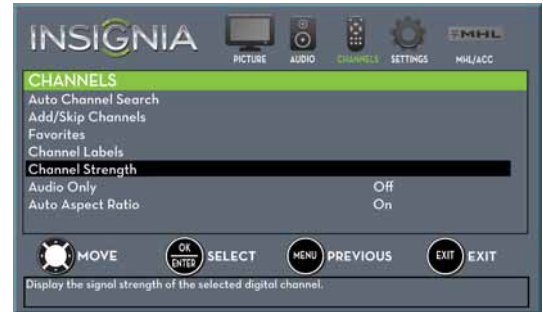 INSIGNIA
PICTURE AUDIO CHANNELS SETTINGS MHL/ACC
MHL
CHANNELS
Auto Channel Search
Add/Skip Channels
Favorites
Channel Labels
Channel Strength
Audio Only Off
Auto Aspect Ratio On
MOVE OK ENTER SELECT MENU PREVIOUS EXIT EXIT
Display the signal strength of the selected digital channel.